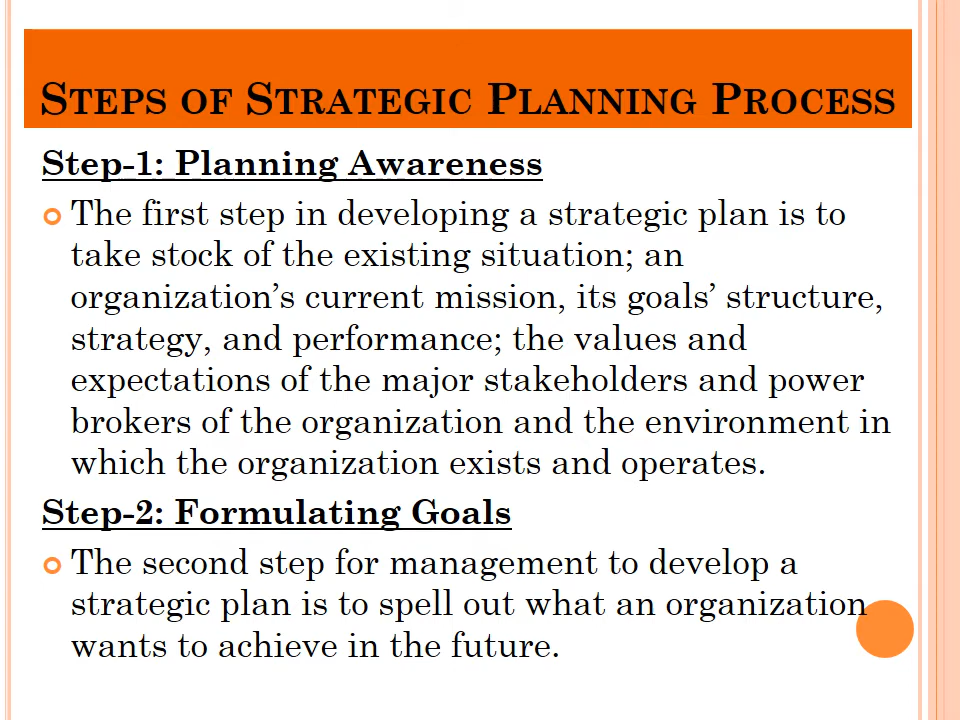 Steps of Strategic Planning Process
Step-1: Planning Awareness
The first step in developing a strategic plan is to
take stock of the existing situation; an
organization’s current mission, its goals’ structure,
strategy, and performance; the values and
expectations of the major stakeholders and power
brokers of the organization and the environment in
which the organization exists and operates.
Step-2: Formulating Goals
The second step for management to develop a
strategic plan is to spell out what an organization
wants to achieve in the future.